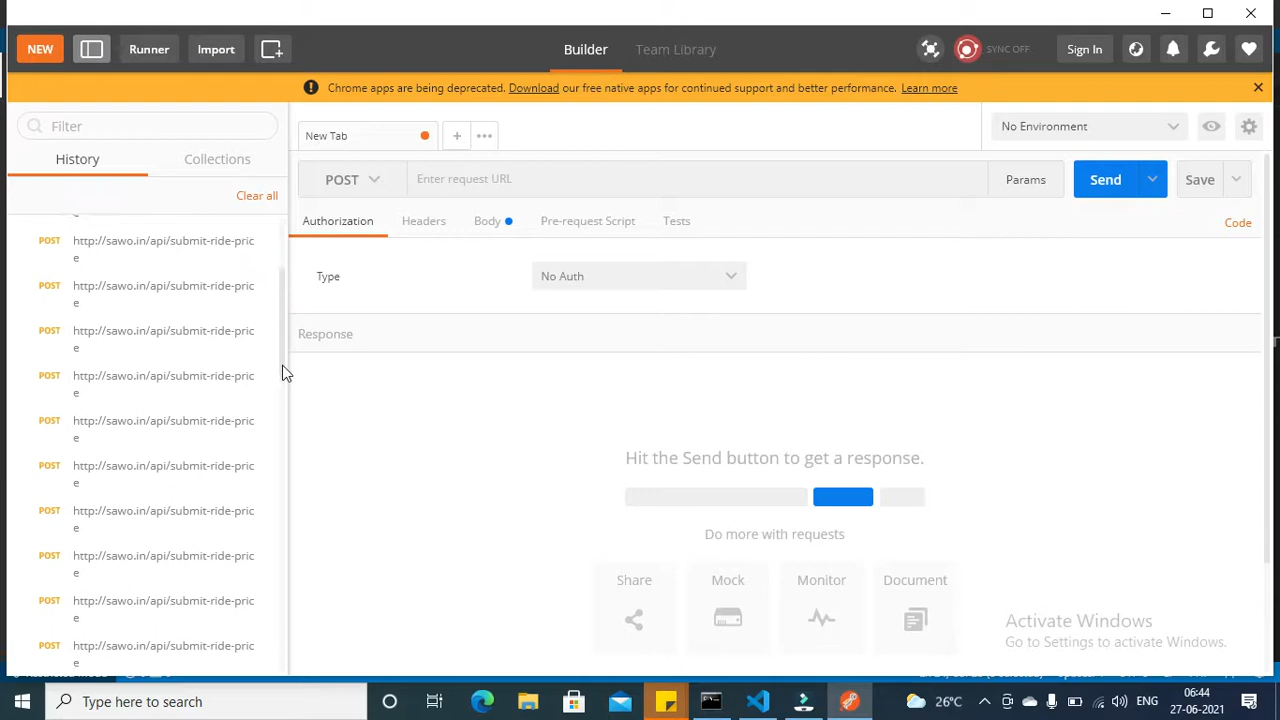 NEW
Runner
Import
Builder
Team Library
SYNC OFF
Sign In
Chrome apps are being deprecated. Download our free native apps for continued support and better performance. Learn more
Filter
History
Collections
Clear all
New Tab
No Environment
POST
Enter request URL
Params
Send
Save
Authorization
Headers
Body
Pre-request Script
Tests
Code
Type
No Auth
Response
POST http://sawo.in/api/submit-ride-pric
e
POST http://sawo.in/api/submit-ride-pric
e
POST http://sawo.in/api/submit-ride-pric
e
POST http://sawo.in/api/submit-ride-pric
e
POST http://sawo.in/api/submit-ride-pric
e
POST http://sawo.in/api/submit-ride-pric
e
POST http://sawo.in/api/submit-ride-pric
e
POST http://sawo.in/api/submit-ride-pric
e
POST http://sawo.in/api/submit-ride-pric
e
POST http://sawo.in/api/submit-ride-pric
e
Hit the Send button to get a response.
Do more with requests
Share
Mock
Monitor
Document
Activate Windows
Go to Settings to activate Windows.
Type here to search
26°C
ENG
06:44
27-06-2021